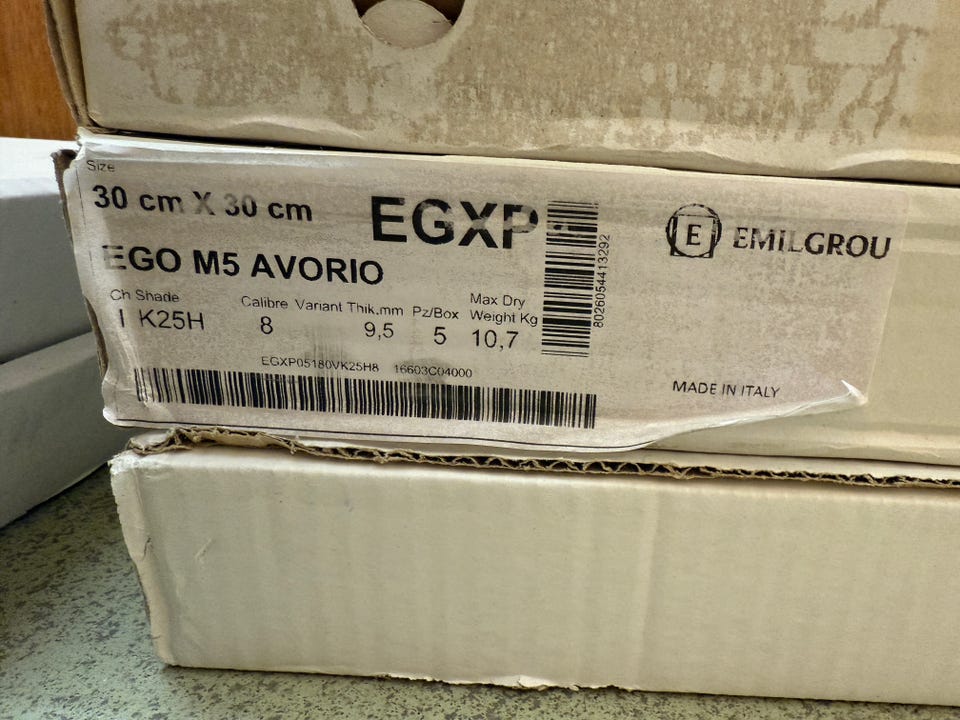 Size
30 cm X 30 cm
EGXP
E EMILGROU
EGO M5 AVORIO
Ch Shade Calibre Variant Thik.mm Pz/Box Max Dry Weight Kg
I K25H 8 9,5 5 10,7
8026054413292
EGXP05180VK25H8 16603C04000
MADE IN ITALY